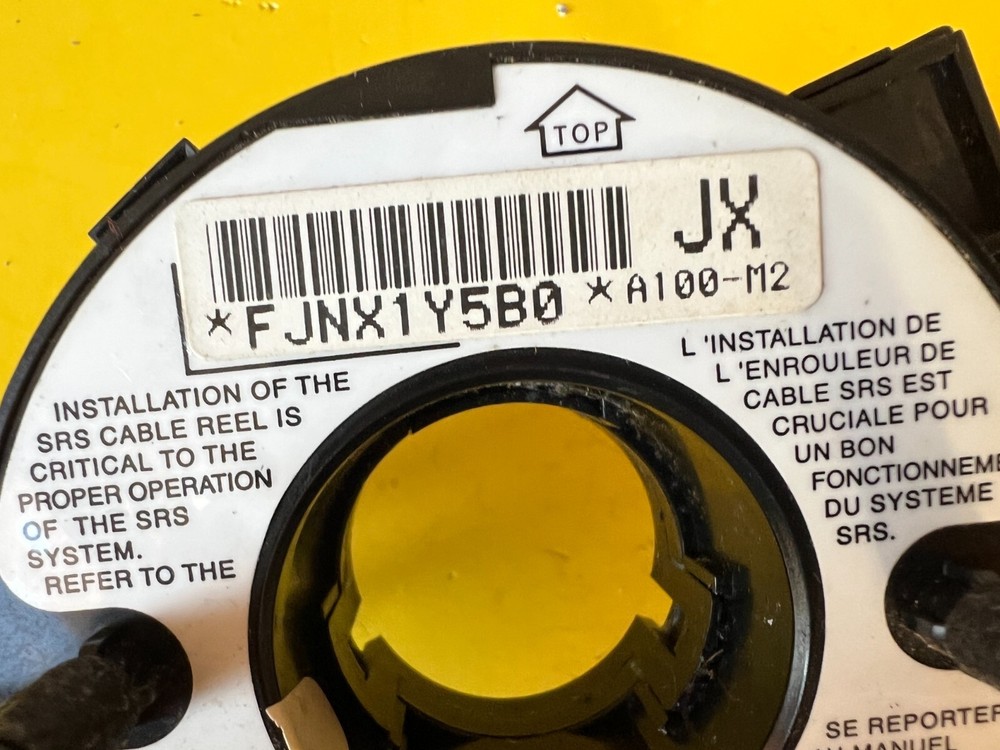 TOP
JX
*FJNX1Y5B0 *A100-M2
INSTALLATION OF THE
SRS CABLE REEL IS
CRITICAL TO THE
PROPER OPERATION
OF THE SRS
SYSTEM.
REFER TO THE
L'INSTALLATION DE
L'ENROULEUR DE
CABLE SRS EST
CRUCIALE POUR
UN BON
FONCTIONNEME
DU SYSTEME
SRS.
SE REPORTER
MANUEL